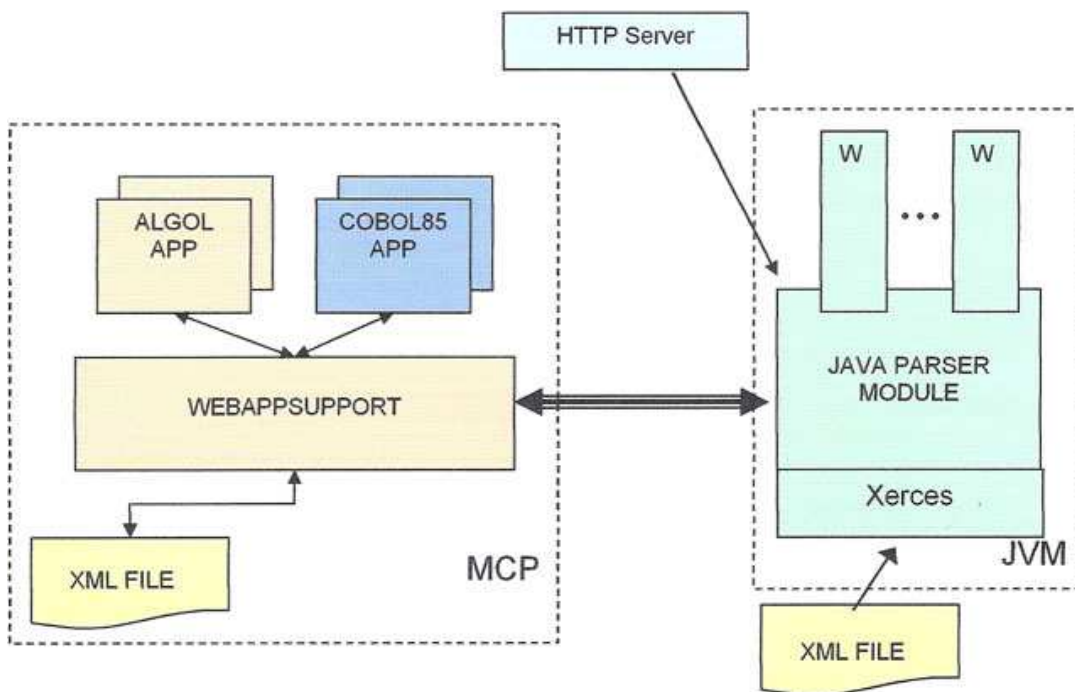 HTTP Server
W
W
ALGOL
APP
COBOL85
APP
JAVA PARSER
MODULE
WEBAPPSUPPORT
Xerces
MCP
JVM
XML FILE
XML FILE